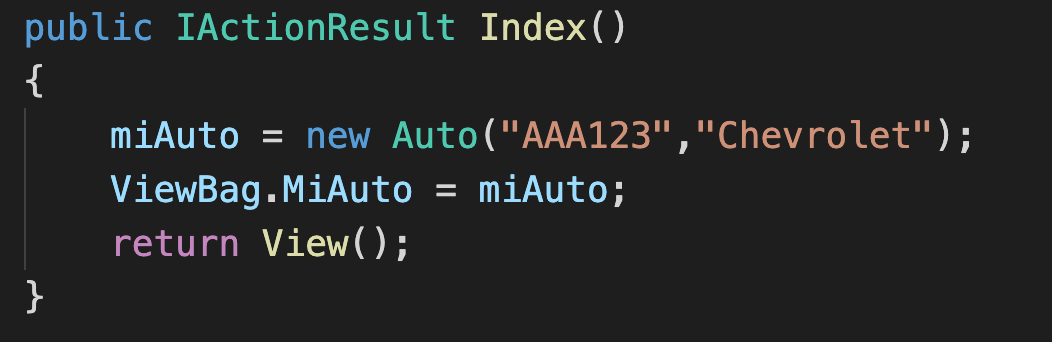 public IActionResult Index()
{
    miAuto = new Auto("AAA123","Chevrolet");
    ViewBag.MiAuto = miAuto;
    return View();
}